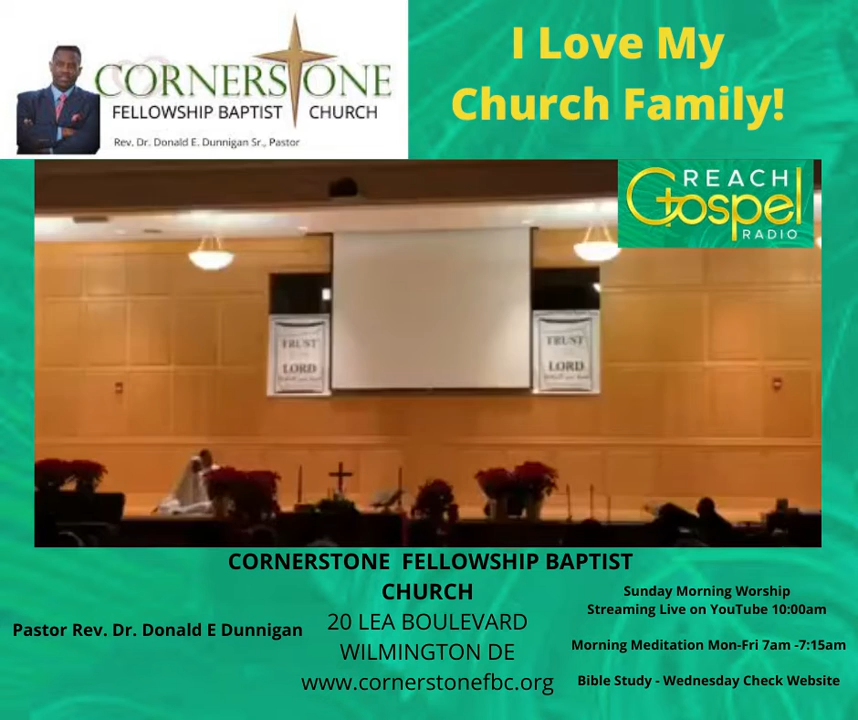 CORNERSTONE
FELLOWSHIP BAPTIST CHURCH
Rev. Dr. Donald E. Dunnigan Sr., Pastor
I Love My
Church Family!
REACH
Gospel
RADIO
TRUST
LORD
TRUST
LORD
CORNERSTONE FELLOWSHIP BAPTIST
CHURCH
20 LEA BOULEVARD
WILMINGTON DE
www.cornerstonefbc.org
Pastor Rev. Dr. Donald E Dunnigan
Sunday Morning Worship
Streaming Live on YouTube 10:00am
Morning Meditation Mon-Fri 7am -7:15am
Bible Study - Wednesday Check Website